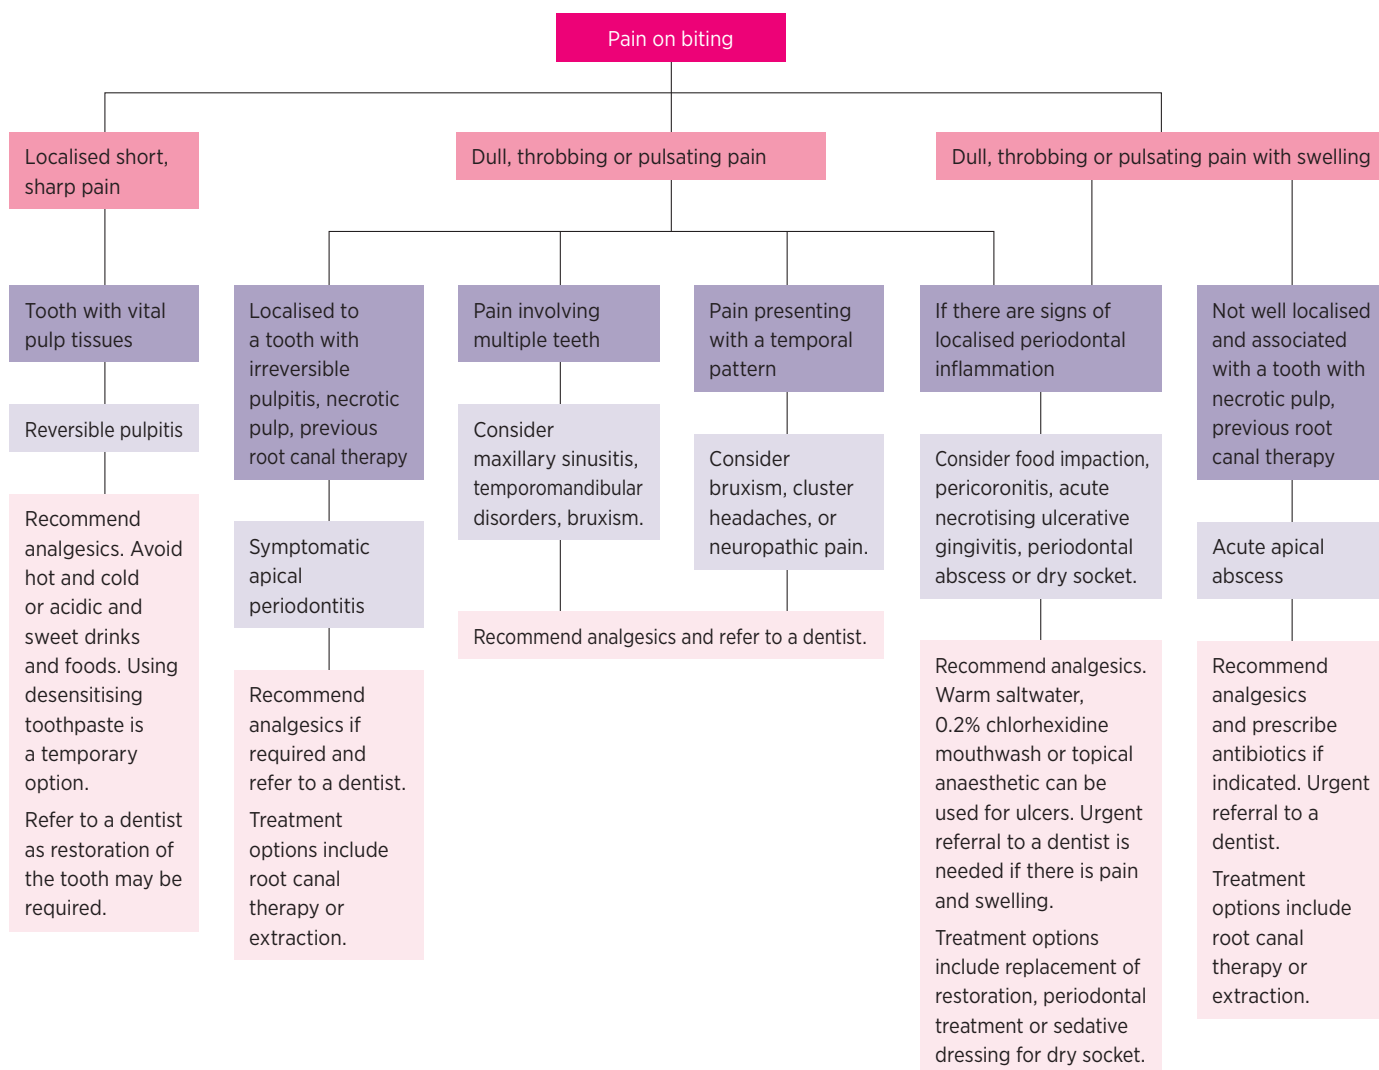 Pain on biting
Localised short,
sharp pain
Dull, throbbing or pulsating pain
Dull, throbbing or pulsating pain with swelling
Tooth with vital
pulp tissues
Localised to
a tooth with
irreversible
pulpitis, necrotic
pulp, previous
root canal therapy
Pain involving
multiple teeth
Pain presenting
with a temporal
pattern
If there are signs of
localised periodontal
inflammation
Not well localised
and associated
with a tooth with
necrotic pulp,
previous root
canal therapy
Reversible pulpitis
Symptomatic
apical
periodontitis
Consider
maxillary sinusitis,
temporomandibular
disorders, bruxism.
Consider
bruxism, cluster
headaches, or
neuropathic pain.
Consider food impaction,
pericoronitis, acute
necrotising ulcerative
gingivitis, periodontal
abscess or dry socket.
Acute apical
abscess
Recommend
analgesics. Avoid
hot and cold
or acidic and
sweet drinks
and foods. Using
desensitising
toothpaste is
a temporary
option.
Refer to a dentist
as restoration of
the tooth may be
required.
Recommend
analgesics if
required and
refer to a dentist.
Treatment
options include
root canal
therapy or
extraction.
Recommend analgesics and refer to a dentist.
Recommend analgesics.
Warm saltwater,
0.2% chlorhexidine
mouthwash or topical
anaesthetic can be
used for ulcers. Urgent
referral to a dentist is
needed if there is pain
and swelling.
Treatment options
include replacement of
restoration, periodontal
treatment or sedative
dressing for dry socket.
Recommend
analgesics
and prescribe
antibiotics if
indicated. Urgent
referral to a
dentist.
Treatment
options include
root canal
therapy or
extraction.